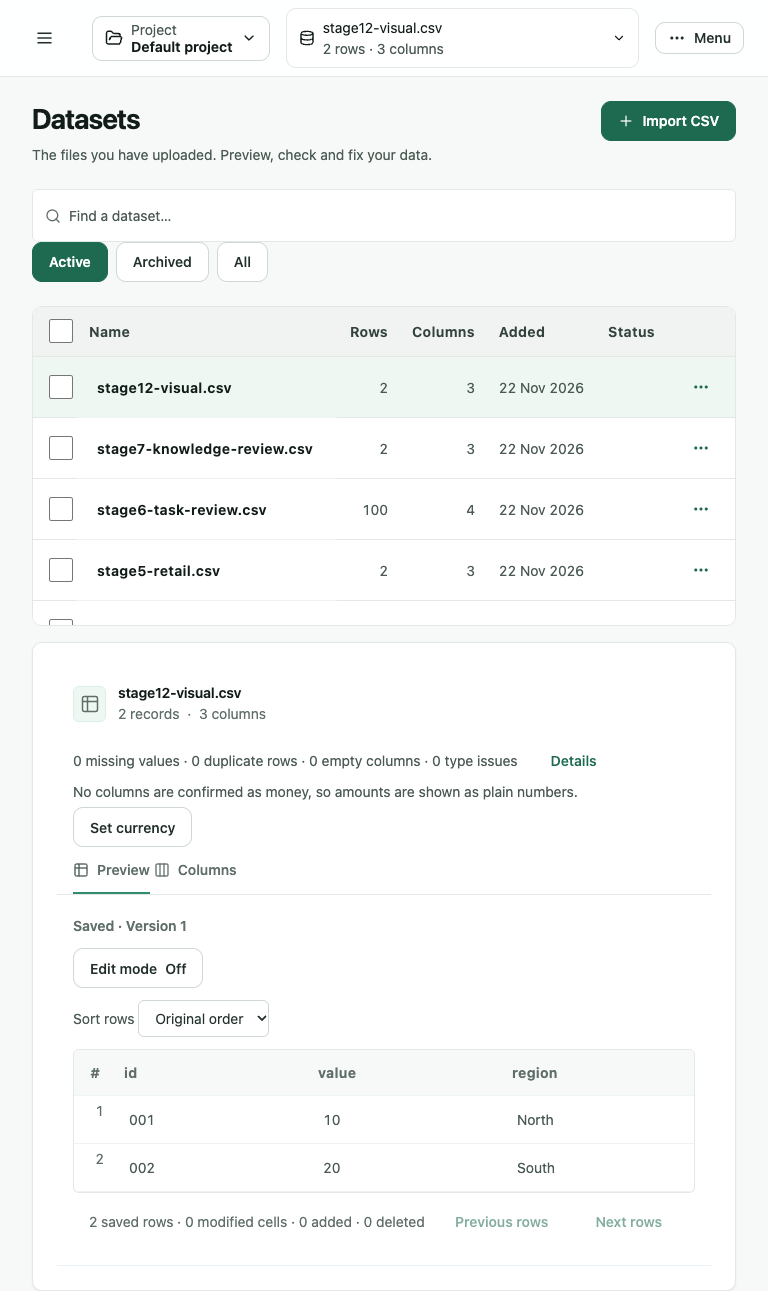 Project
Default project
stage12-visual.csv
2 rows · 3 columns
Menu
Datasets
Import CSV
The files you have uploaded. Preview, check and fix your data.
Find a dataset...
Active Archived All
Name Rows Columns Added Status
stage12-visual.csv 2 3 22 Nov 2026
stage7-knowledge-review.csv 2 3 22 Nov 2026
stage6-task-review.csv 100 4 22 Nov 2026
stage5-retail.csv 2 3 22 Nov 2026
stage12-visual.csv
2 records · 3 columns
0 missing values · 0 duplicate rows · 0 empty columns · 0 type issues Details
No columns are confirmed as money, so amounts are shown as plain numbers.
Set currency
Preview Columns
Saved · Version 1
Edit mode Off
Sort rows Original order
# id value region
1 001 10 North
2 002 20 South
2 saved rows · 0 modified cells · 0 added · 0 deleted Previous rows Next rows